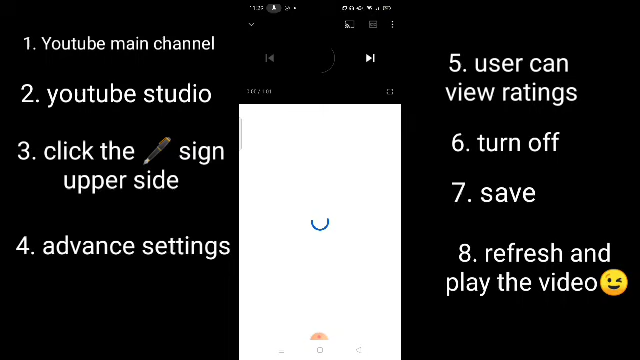 1. Youtube main channel
2. youtube studio
3. click the 🖋️ sign
upper side
4. advance settings
5. user can
view ratings
6. turn off
7. save
8. refresh and
play the video😉